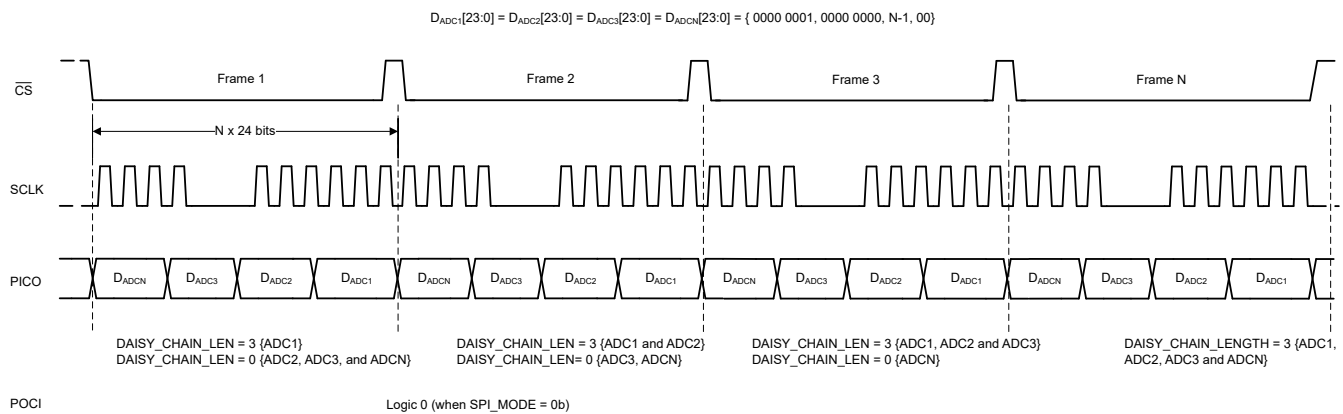 DADC1[23:0] = DADC2[23:0] = DADC3[23:0] = DADCN[23:0] = { 0000 0001, 0000 0000, N-1, 00}
CS
Frame 1
Frame 2
Frame 3
Frame N
N x 24 bits
SCLK
PICO
DADCN
DADC3
DADC2
DADC1
DADCN
DADC3
DADC2
DADC1
DADCN
DADC3
DADC2
DADC1
DADCN
DADC3
DADC2
DADC1
DAISY_CHAIN_LEN = 3 {ADC1}
DAISY_CHAIN_LEN = 0 {ADC2, ADC3, and ADCN}
DAISY_CHAIN_LEN = 3 {ADC1 and ADC2}
DAISY_CHAIN_LEN= 0 {ADC3, ADCN}
DAISY_CHAIN_LEN = 3 {ADC1, ADC2 and ADC3}
DAISY_CHAIN_LEN = 0 {ADCN}
DAISY_CHAIN_LENGTH = 3 {ADC1,
ADC2, ADC3 and ADCN}
POCI
Logic 0 (when SPI_MODE = 0b)